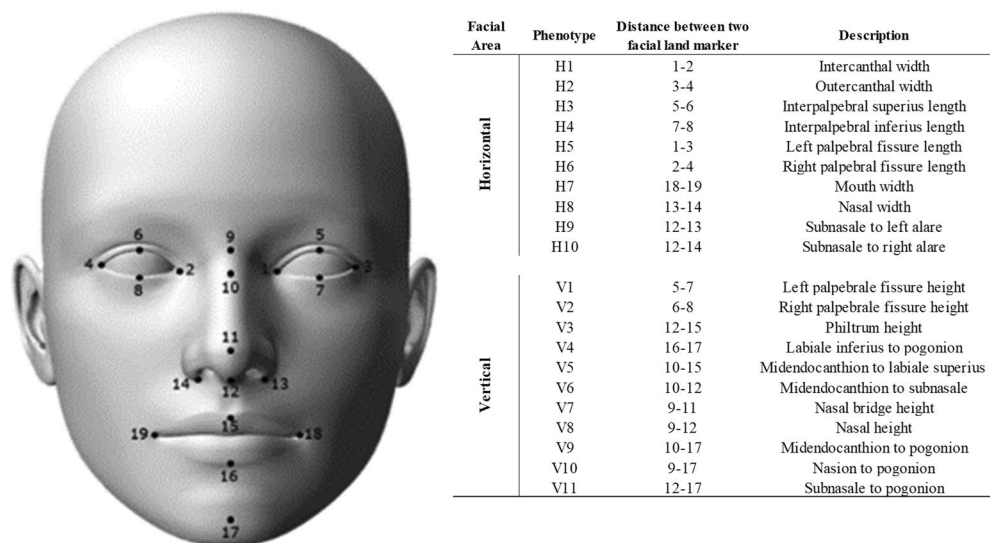 6
9
5
4
2
1
3
8
10
7
11
14
12
13
15
19
18
16
17
Facial Area Phenotype Distance between two facial land marker Description
Horizontal
H1 1-2 Intercanthal width
H2 3-4 Outercanthal width
H3 5-6 Interpalpebral superius length
H4 7-8 Interpalpebral inferius length
H5 1-3 Left palpebral fissure length
H6 2-4 Right palpebral fissure length
H7 18-19 Mouth width
H8 13-14 Nasal width
H9 12-13 Subnasale to left alare
H10 12-14 Subnasale to right alare
Vertical
V1 5-7 Left palpebrale fissure height
V2 6-8 Right palpebrale fissure height
V3 12-15 Philtrum height
V4 16-17 Labiale inferius to pogonion
V5 10-15 Midendocanthion to labiale superius
V6 10-12 Midendocanthion to subnasale
V7 9-11 Nasal bridge height
V8 9-12 Nasal height
V9 10-17 Midendocanthion to pogonion
V10 9-17 Nasion to pogonion
V11 12-17 Subnasale to pogonion